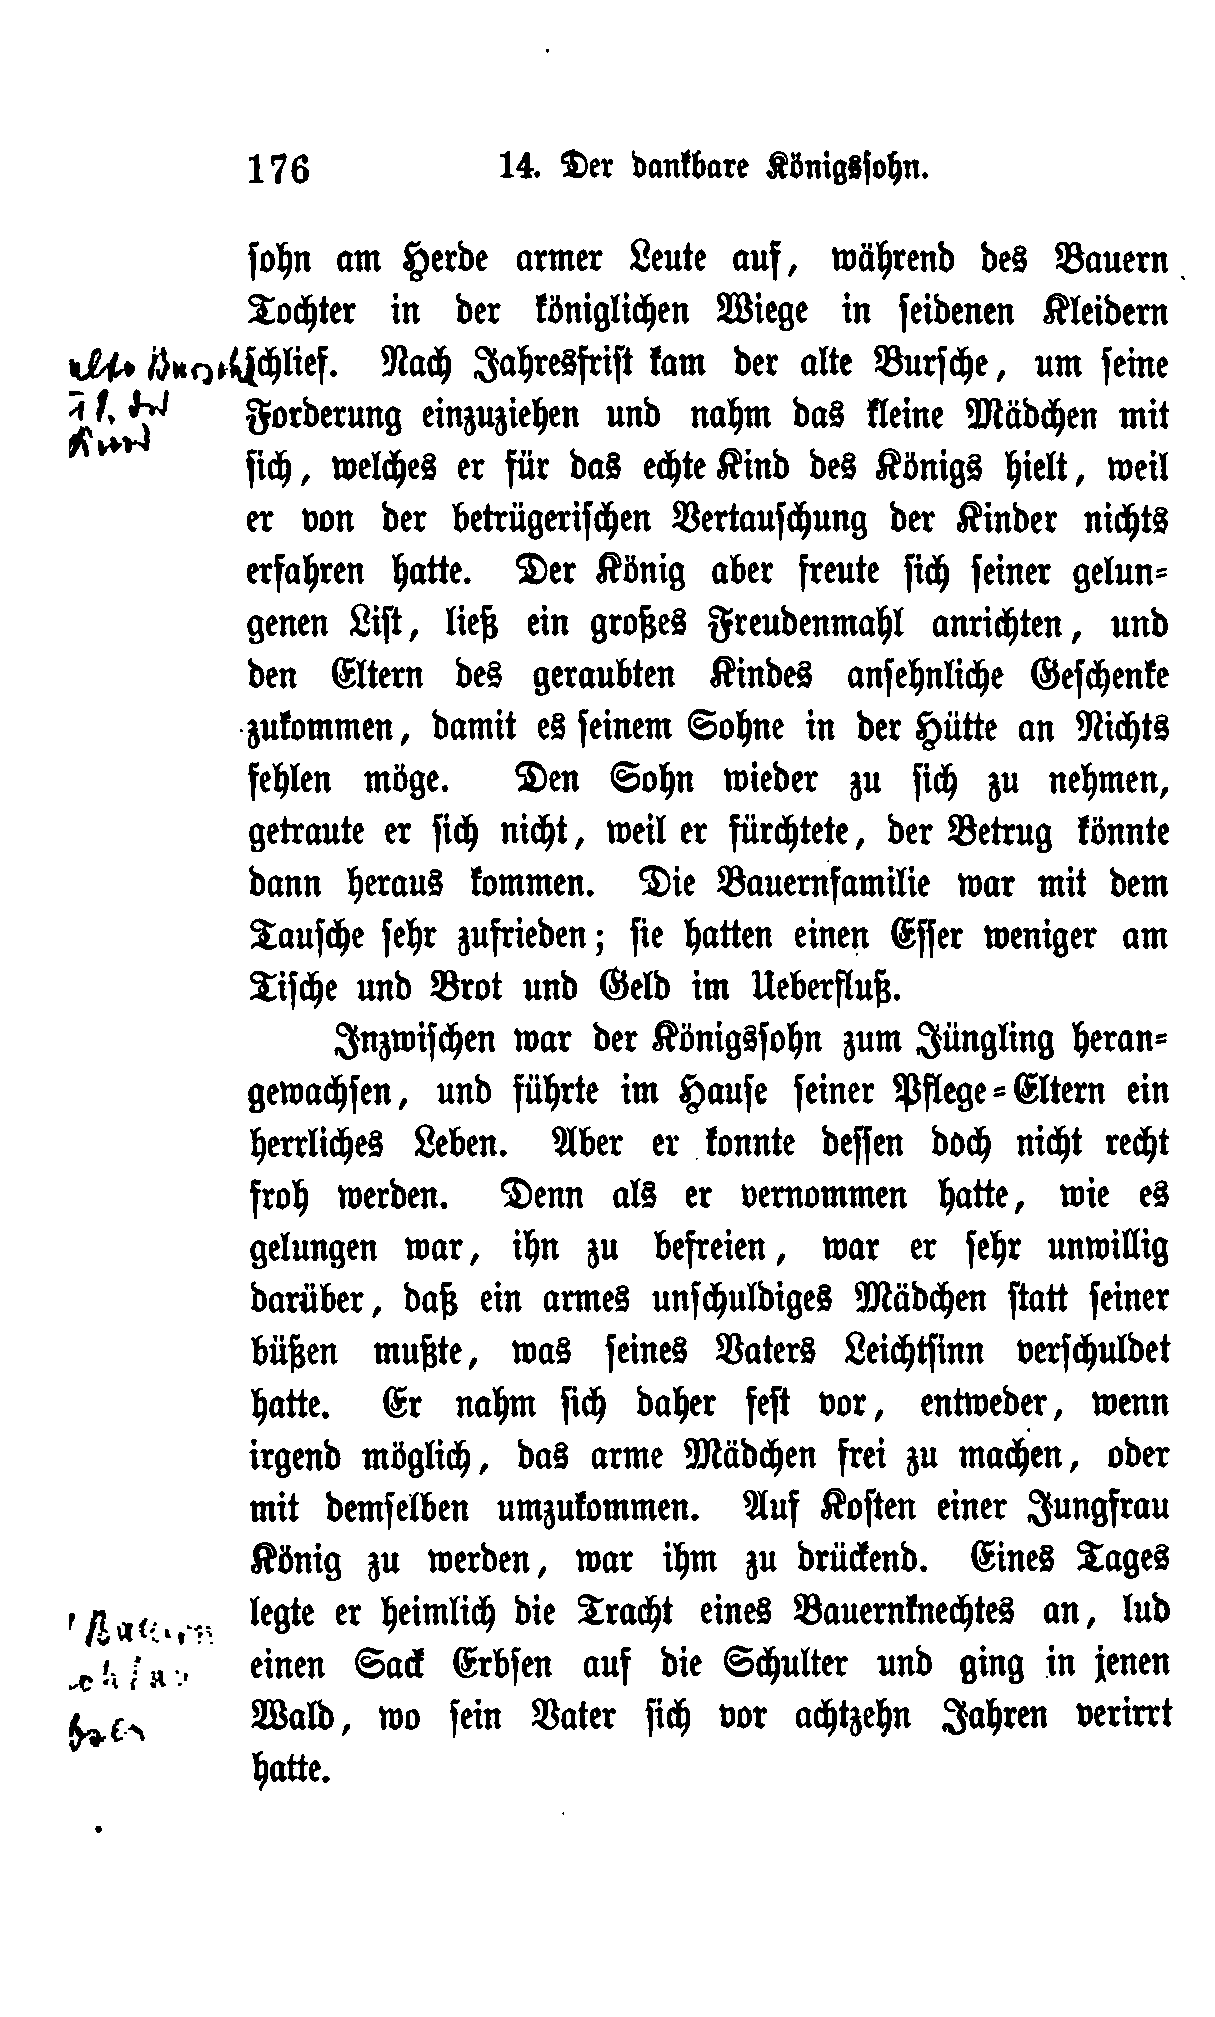 176 14. Der dankbare Königssohn.
sohn am Herde armer Leute auf, während des Bauern
Tochter in der königlichen Wiege in seidenen Kleidern
schlief. Nach Jahresfrist kam der alte Bursche, um seine
Forderung einzuziehen und nahm das kleine Mädchen mit
sich, welches er für das echte Kind des Königs hielt, weil
er von der betrügerischen Vertauschung der Kinder nichts
erfahren hatte. Der König aber freute sich seiner gelun-
genen List, ließ ein großes Freudenmahl anrichten, und
den Eltern des geraubten Kindes ansehnliche Geschenke
zukommen, damit es seinem Sohne in der Hütte an Nichts
fehlen möge. Den Sohn wieder zu sich zu nehmen,
getraute er sich nicht, weil er fürchtete, der Betrug könnte
dann heraus kommen. Die Bauernfamilie war mit dem
Tausche sehr zufrieden; sie hatten einen Esser weniger am
Tische und Brot und Geld im Ueberfluß.
Inzwischen war der Königssohn zum Jüngling heran-
gewachsen, und führte im Hause seiner Pflege-Eltern ein
herrliches Leben. Aber er konnte dessen doch nicht recht
froh werden. Denn als er vernommen hatte, wie es
gelungen war, ihn zu befreien, war er sehr unwillig
darüber, daß ein armes unschuldiges Mädchen statt seiner
büßen mußte, was seines Vaters Leichtsinn verschuldet
hatte. Er nahm sich daher fest vor, entweder, wenn
irgend möglich, das arme Mädchen frei zu machen, oder
mit demselben umzukommen. Auf Kosten einer Jungfrau
König zu werden, war ihm zu drückend. Eines Tages
legte er heimlich die Tracht eines Bauernknechtes an, lud
einen Sack Erbsen auf die Schulter und ging in jenen
Wald, wo sein Vater sich vor achtzehn Jahren verirrt
hatte.